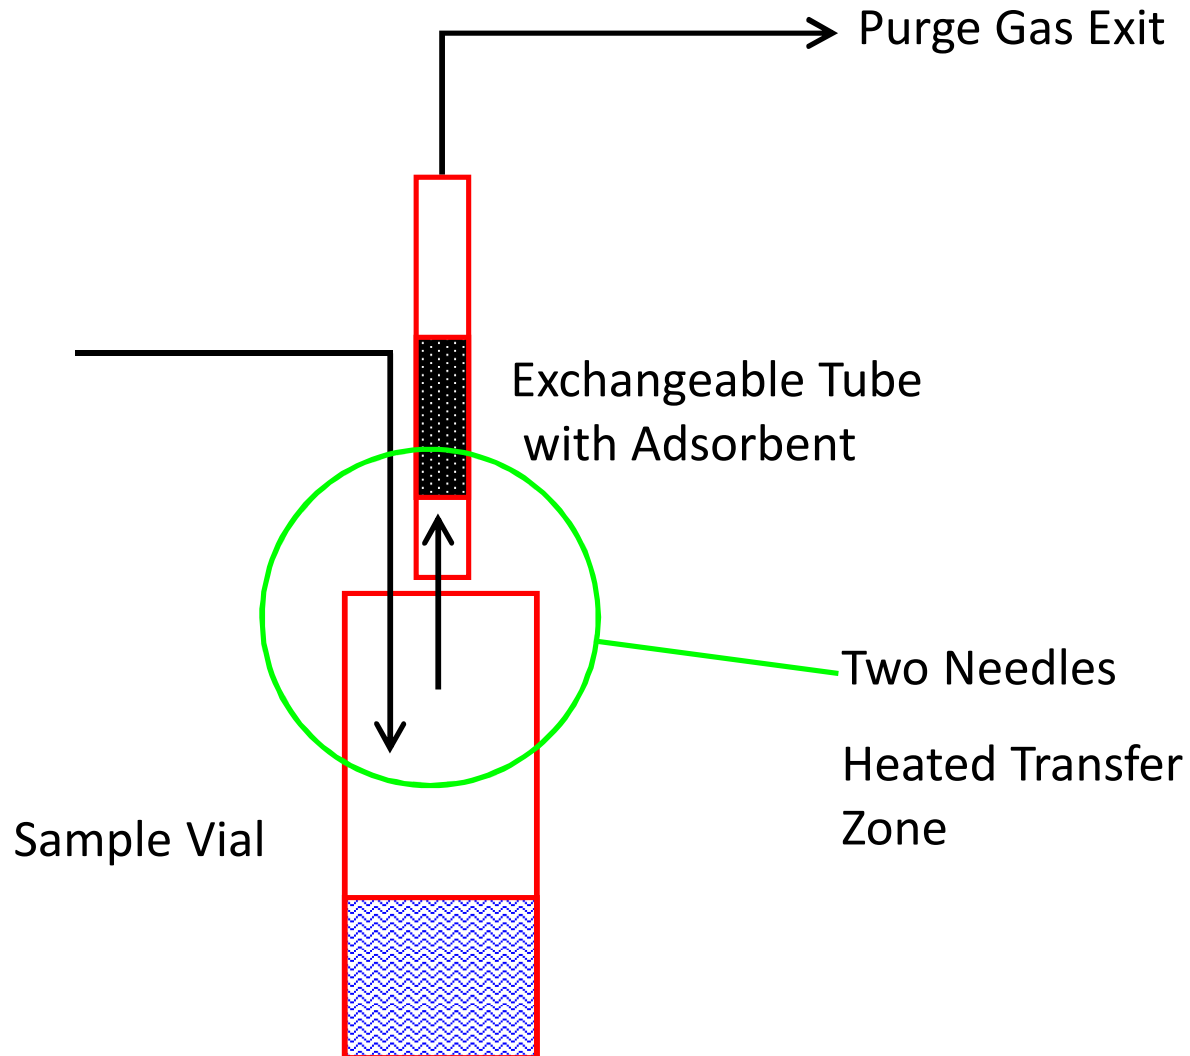 Purge Gas Exit
Exchangeable Tube
with Adsorbent
Two Needles
Heated Transfer
Zone
Sample Vial